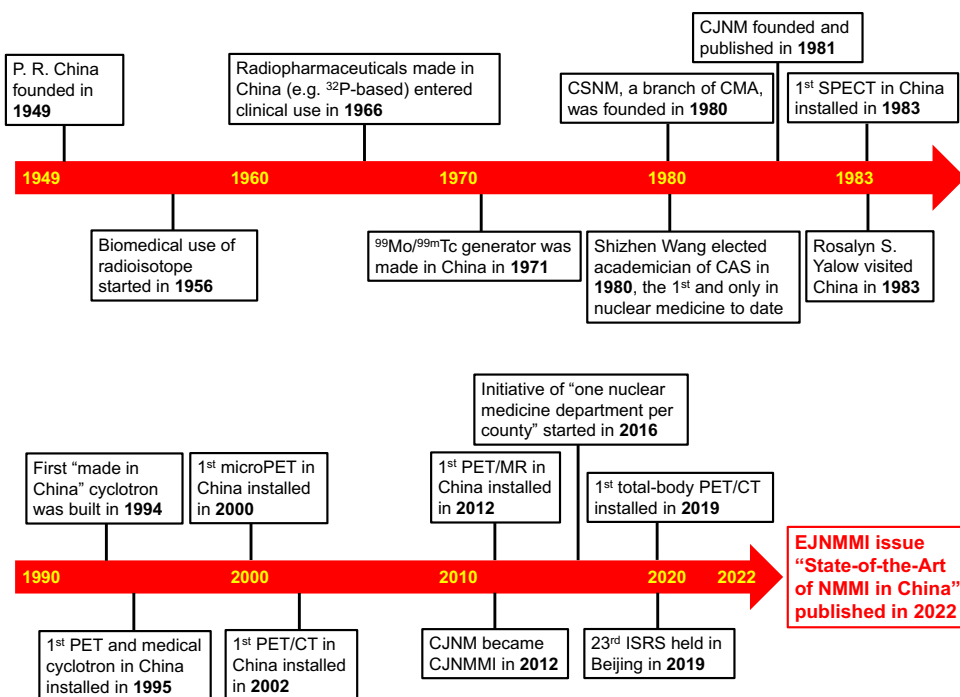 CJNM founded and
published in 1981
P. R. China
founded in
1949
Radiopharmaceuticals made in
China (e.g. ³²P-based) entered
clinical use in 1966
CSNM, a branch of CMA,
was founded in 1980
1st SPECT in China
installed in 1983
1949 1960 1970 1980 1983
Biomedical use of
radioisotope
started in 1956
⁹⁹Mo/⁹⁹ᵐTc generator was
made in China in 1971
Shizhen Wang elected
academician of CAS in
1980, the 1st and only in
nuclear medicine to date
Rosalyn S.
Yalow visited
China in 1983
Initiative of “one nuclear
medicine department per
county” started in 2016
First “made in
China” cyclotron
was built in 1994
1st microPET in
China installed
in 2000
1st PET/MR in
China installed
in 2012
1st total-body PET/CT
installed in 2019
1990 2000 2010 2020 2022
EJNMMI issue
“State-of-the-Art
of NMMI in China”
published in 2022
1st PET and medical
cyclotron in China
installed in 1995
1st PET/CT in
China installed
in 2002
CJNM became
CJNMMI in 2012
23rd ISRS held in
Beijing in 2019